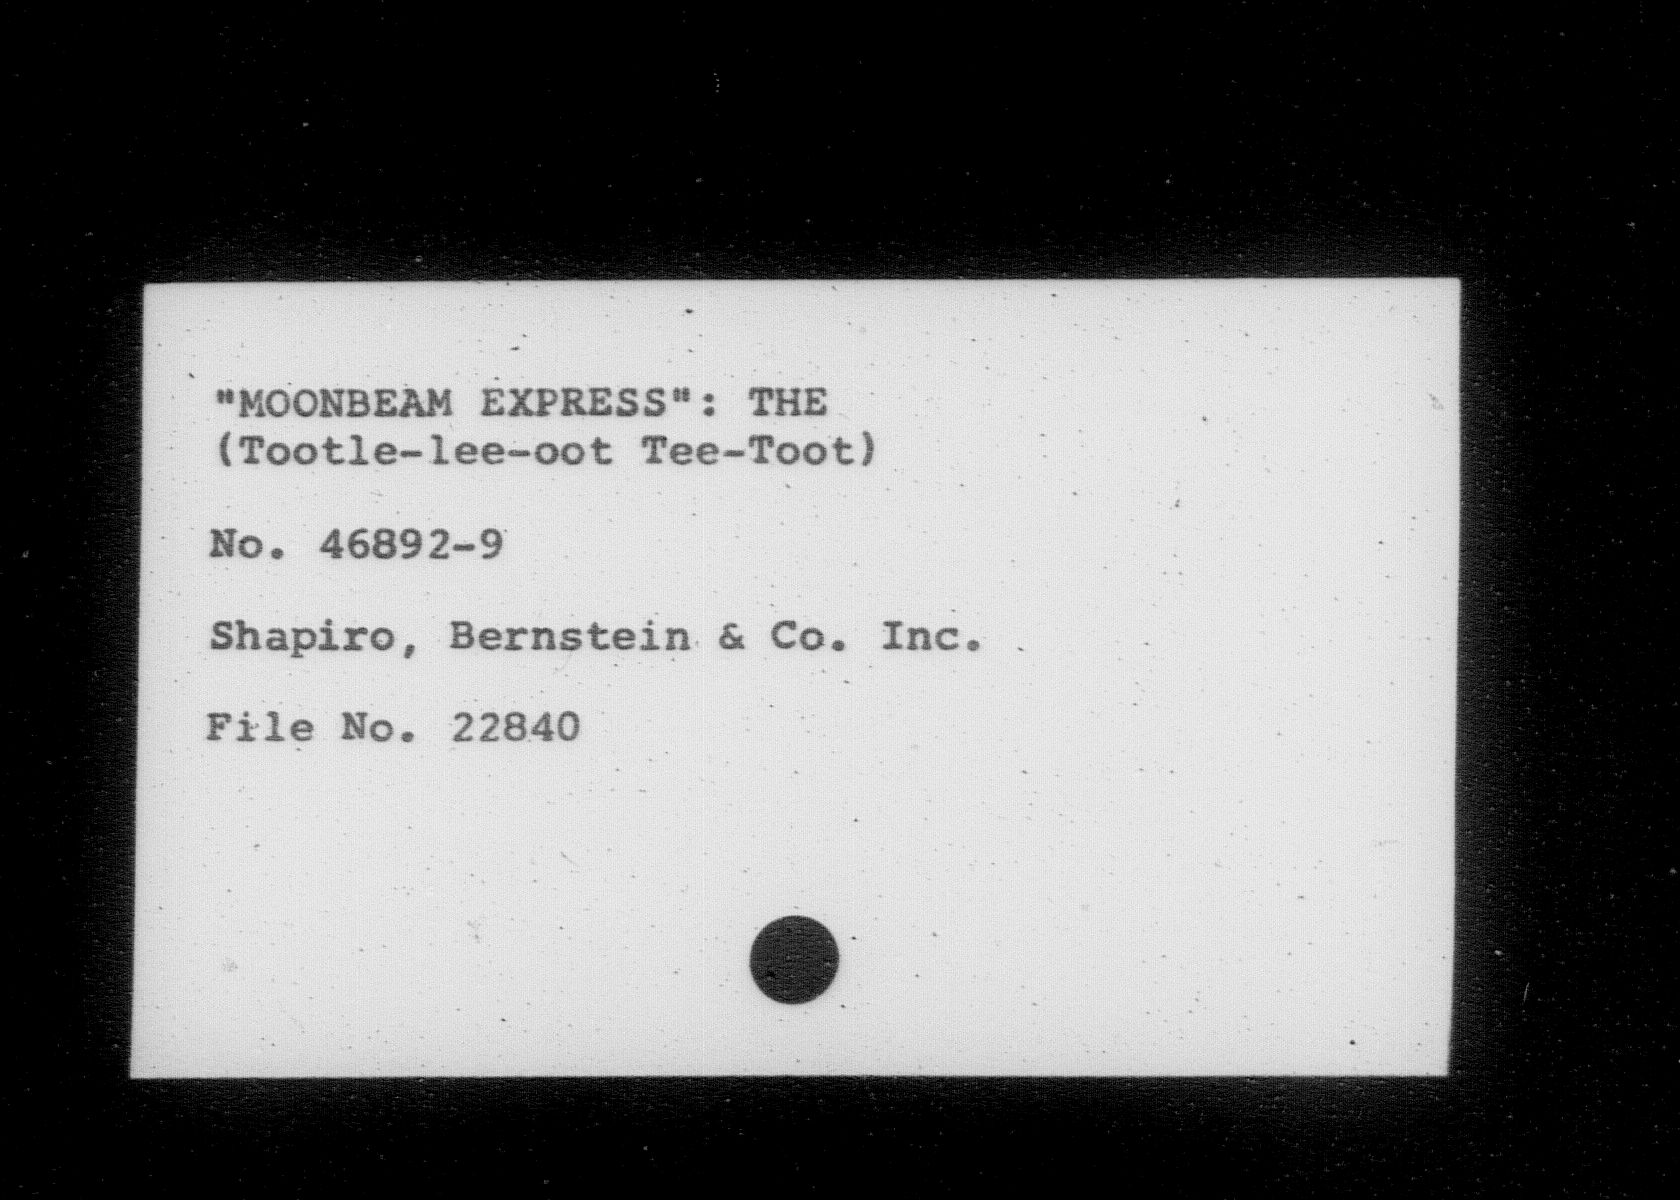 "MOONBEAM EXPRESS": THE
(Tootle-lee-oot Tee-Toot)
No. 46892-9
Shapiro, Bernstein & Co. Inc.
File No. 22840